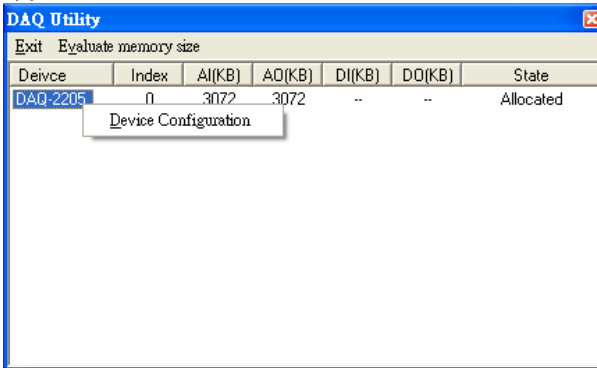 DAQ Utility
Exit Evaluate memory size
Deivce Index AI(KB) AO(KB) DI(KB) DO(KB) State
DAQ-2205 0 3072 3072 -- -- Allocated
Device Configuration